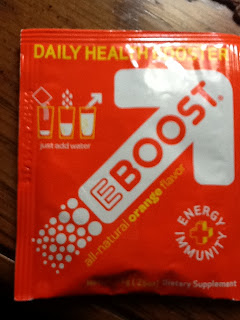 DAILY HEALTH BOOSTER
just add water
EBOOST®
all-natural orange flavor
ENERGY
IMMUNITY
Dietary Supplement